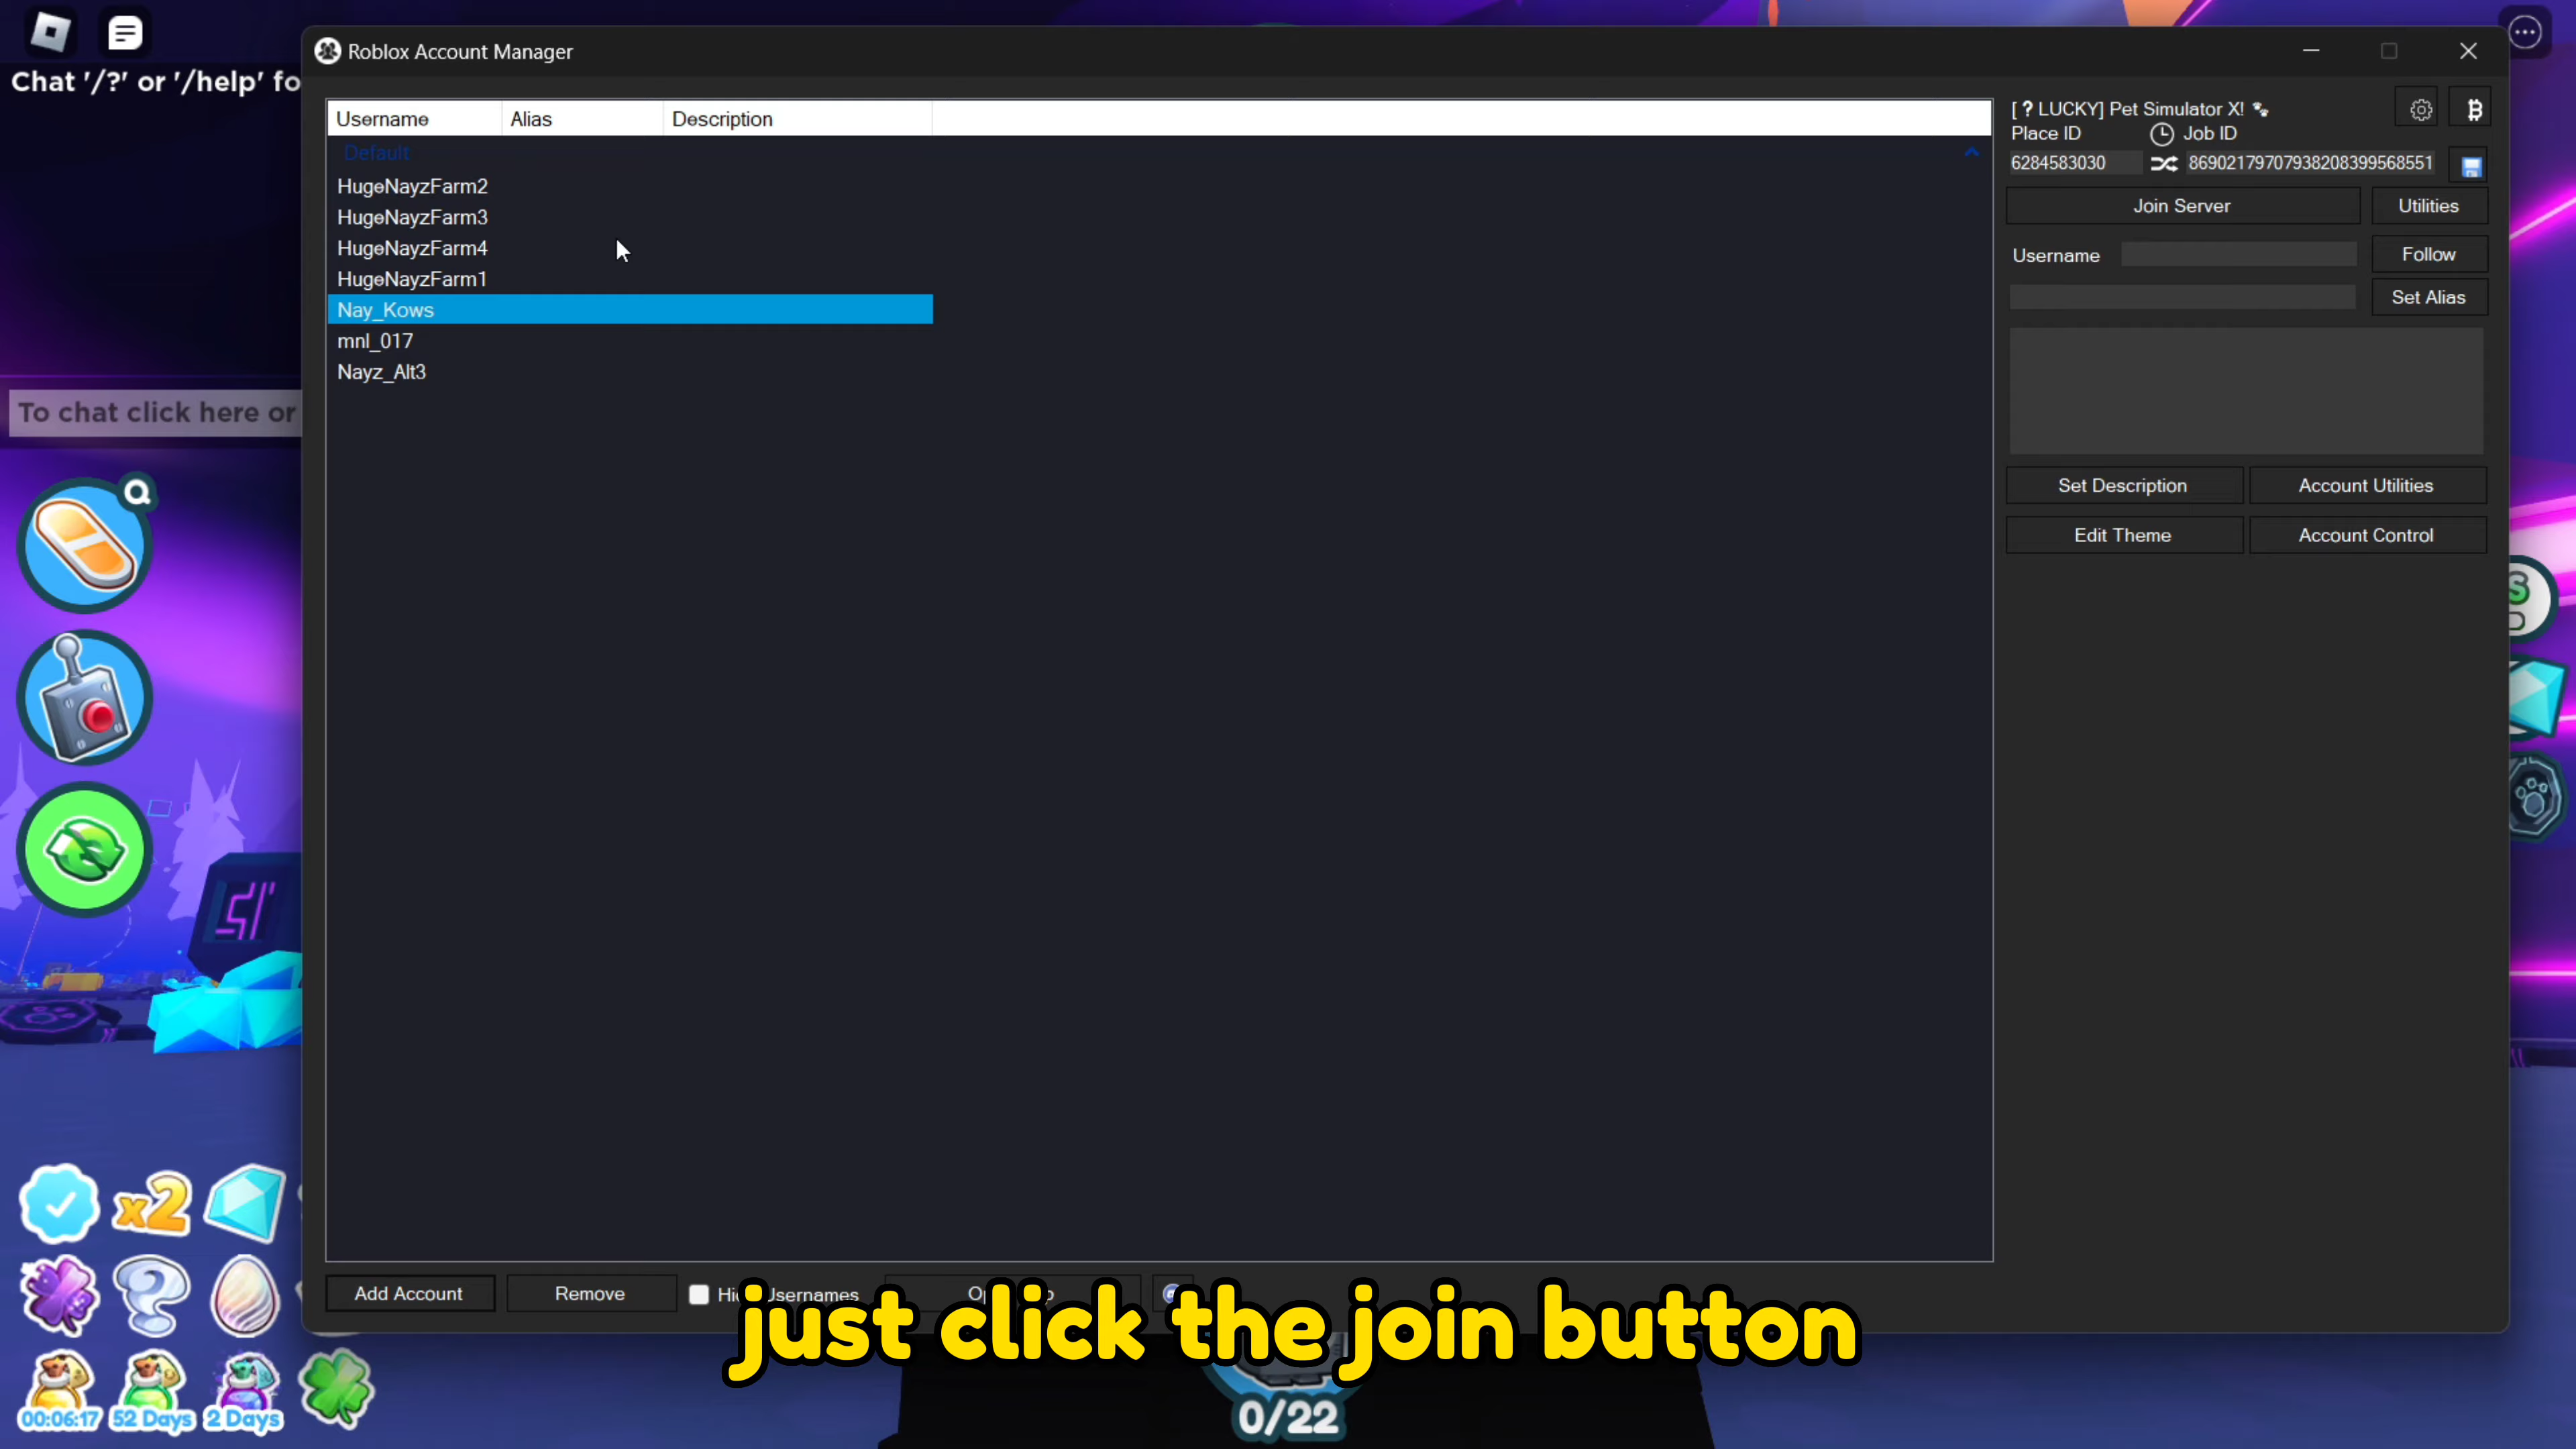 Roblox Account Manager
Chat '/?' or '/help' fo
Username Alias Description
Default
HugeNayzFarm2
HugeNayzFarm3
HugeNayzFarm4
HugeNayzFarm1
Nay_Kows
mnl_017
Nayz_Alt3
[ ? LUCKY] Pet Simulator X!
Place ID Job ID
6284583030 869021797079382083995685​51
Join Server Utilities
Username Follow
Set Alias
Set Description Account Utilities
Edit Theme Account Control
To chat click here or
Q
x2
00:06:17 52 Days 2 Days
Add Account Remove Usernames
just click the join button
0/22